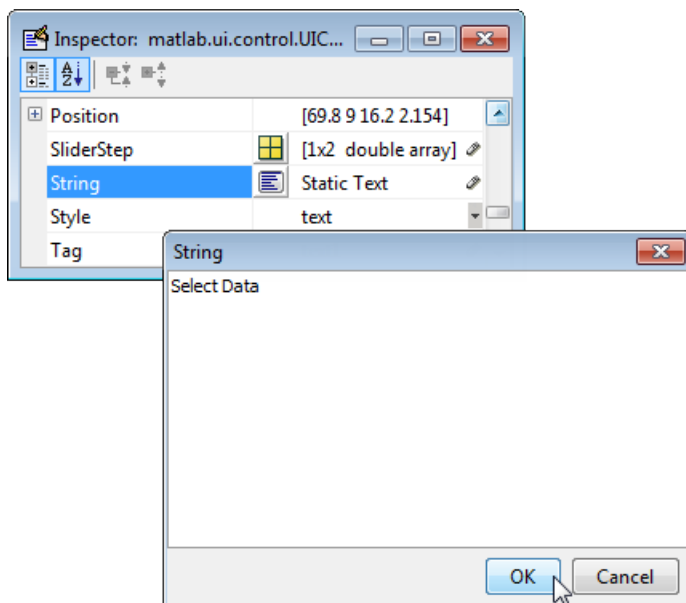 Inspector: matlab.ui.control.UIC...
Position [69.8 9 16.2 2.154]
SliderStep [1x2 double array]
String Static Text
Style text
Tag
String
Select Data
OK Cancel